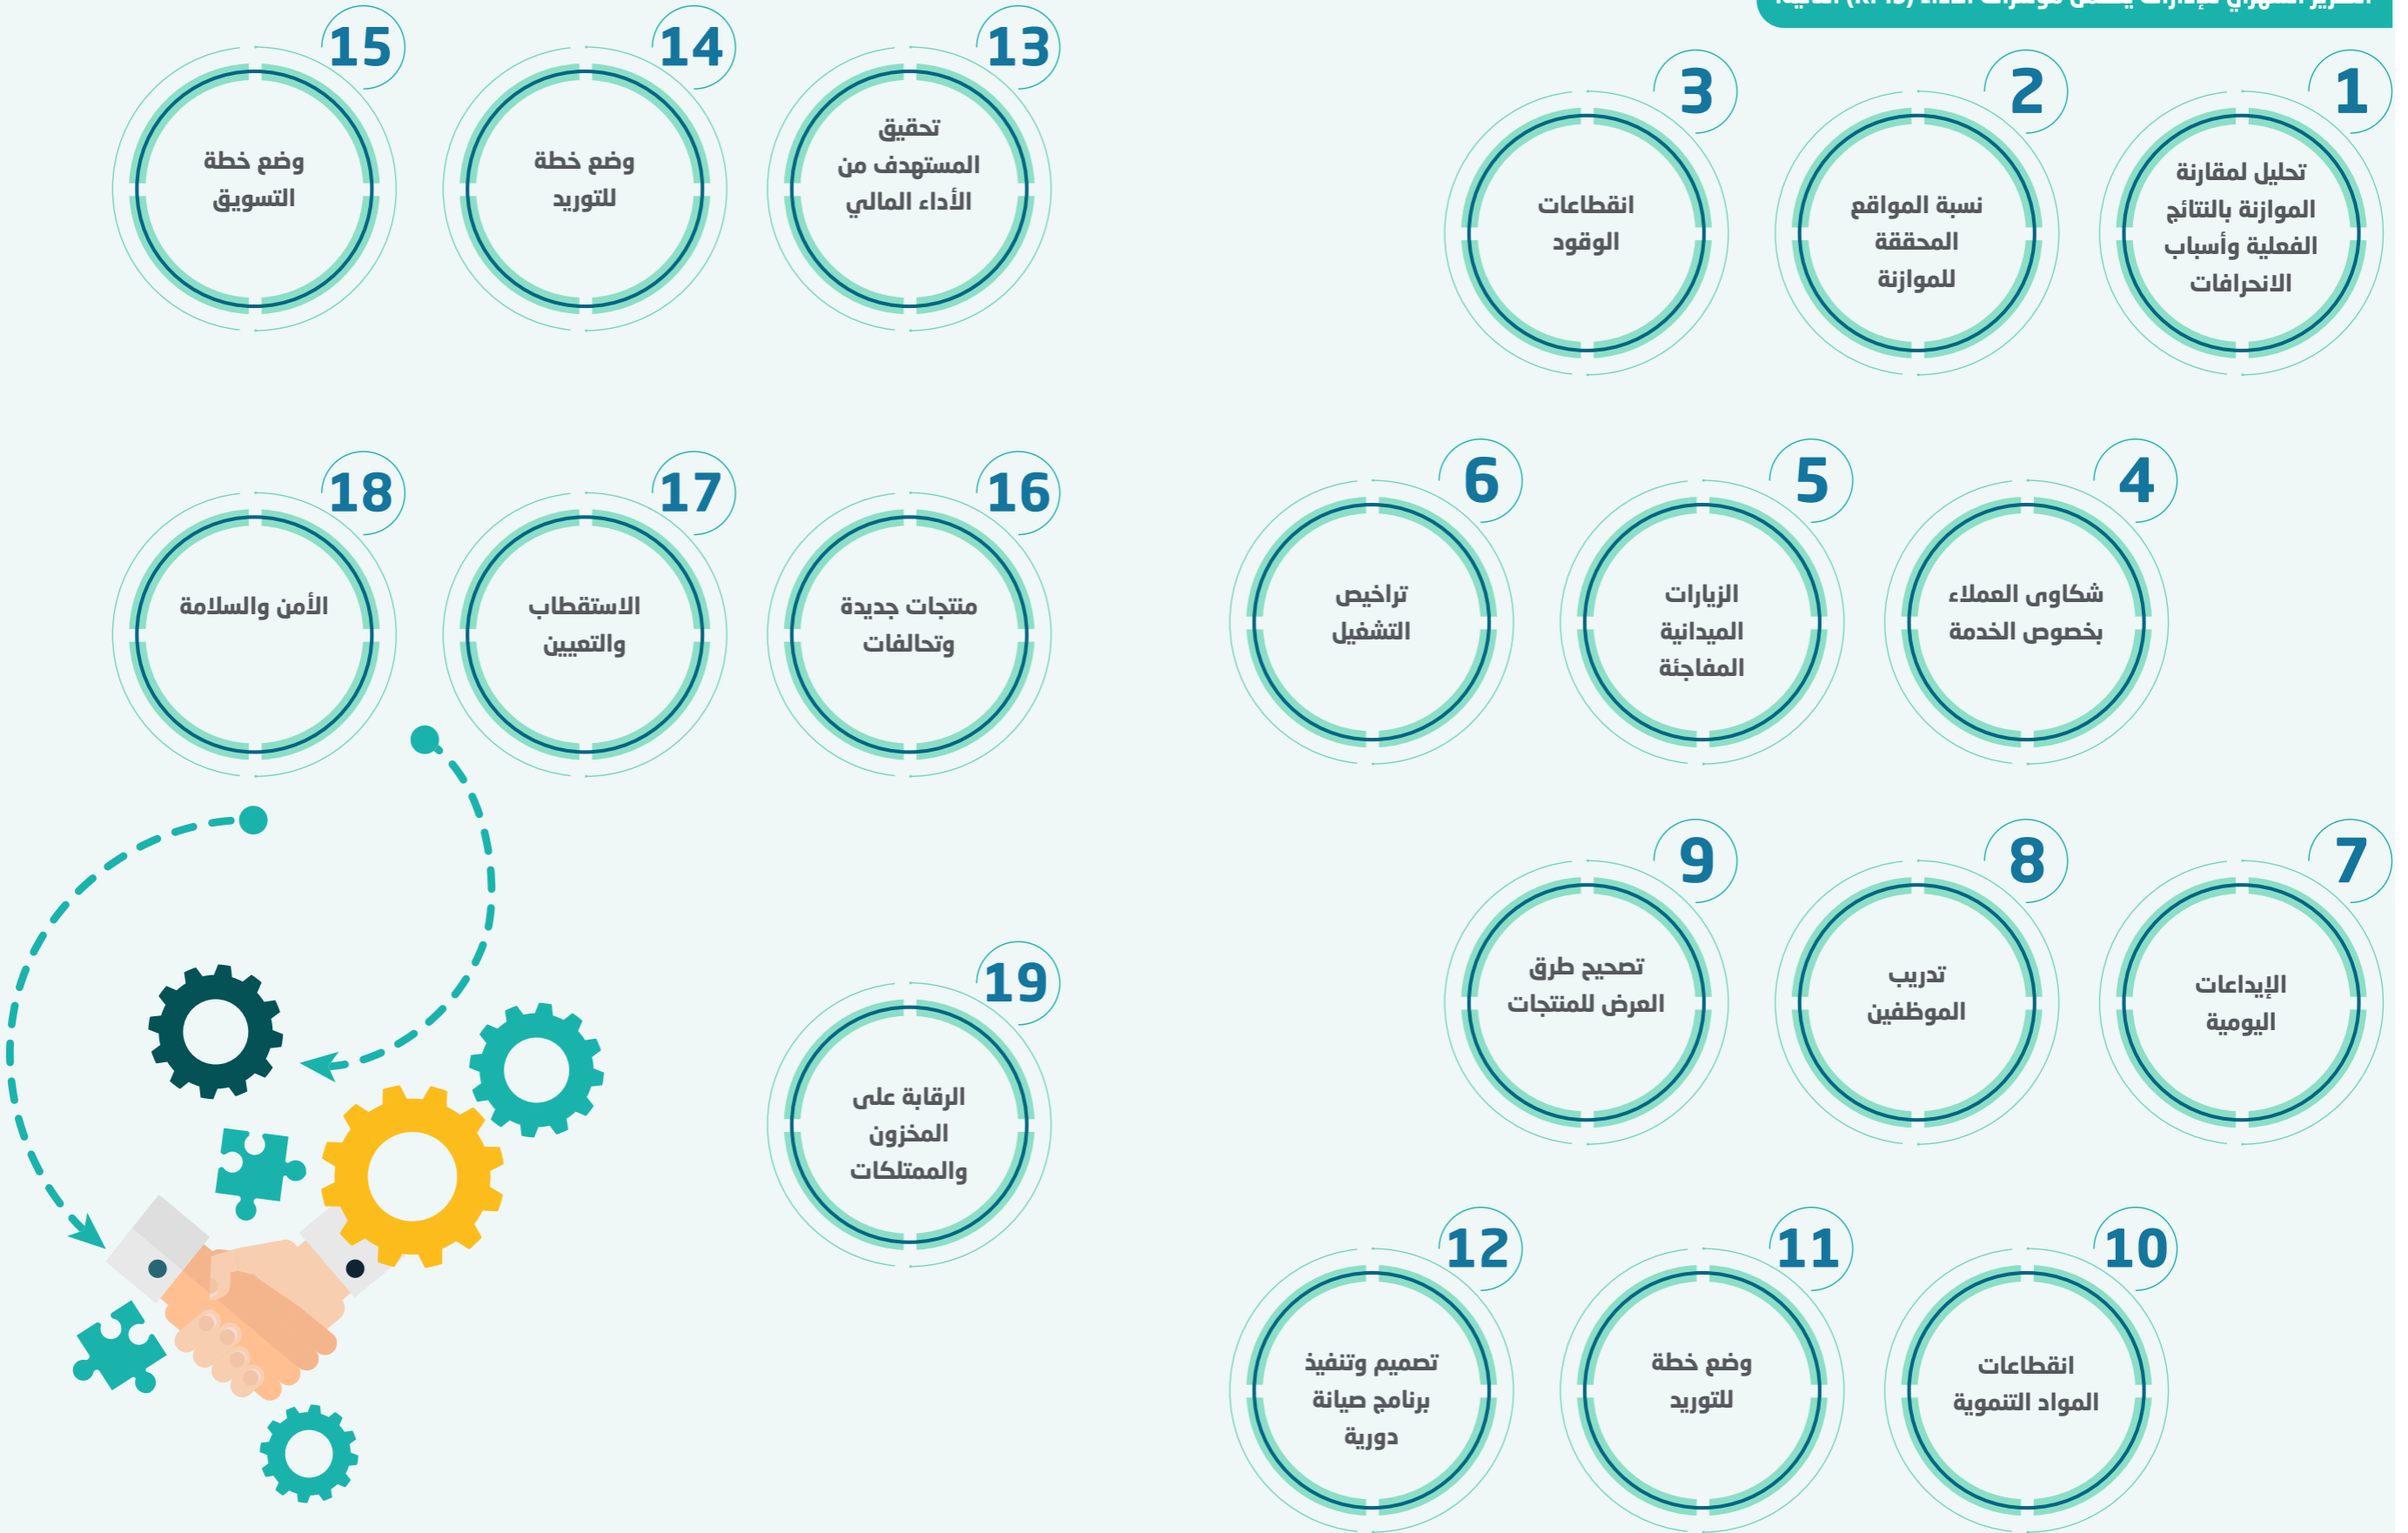 1
تحليل لمقارنة
الموازنة بالنتائج
الفعلية وأسباب
الانحرافات
2
نسبة المواقع
المحققة
للموازنة
3
انقطاعات
الوقود
4
شكاوى العملاء
بخصوص الخدمة
5
الزيارات
الميدانية
المفاجئة
6
تراخيص
التشغيل
7
الإيداعات
اليومية
8
تدريب
الموظفين
9
تصحيح طرق
العرض للمنتجات
10
انقطاعات
المواد التنموية
11
وضع خطة
للتوريد
12
تصميم وتنفيذ
برنامج صيانة
دورية
13
تحقيق
المستهدف من
الأداء المالي
14
وضع خطة
للتوريد
15
وضع خطة
التسويق
16
منتجات جديدة
وتحالفات
17
الاستقطاب
والتعيين
18
الأمن والسلامة
19
الرقابة على
المخزون
والممتلكات